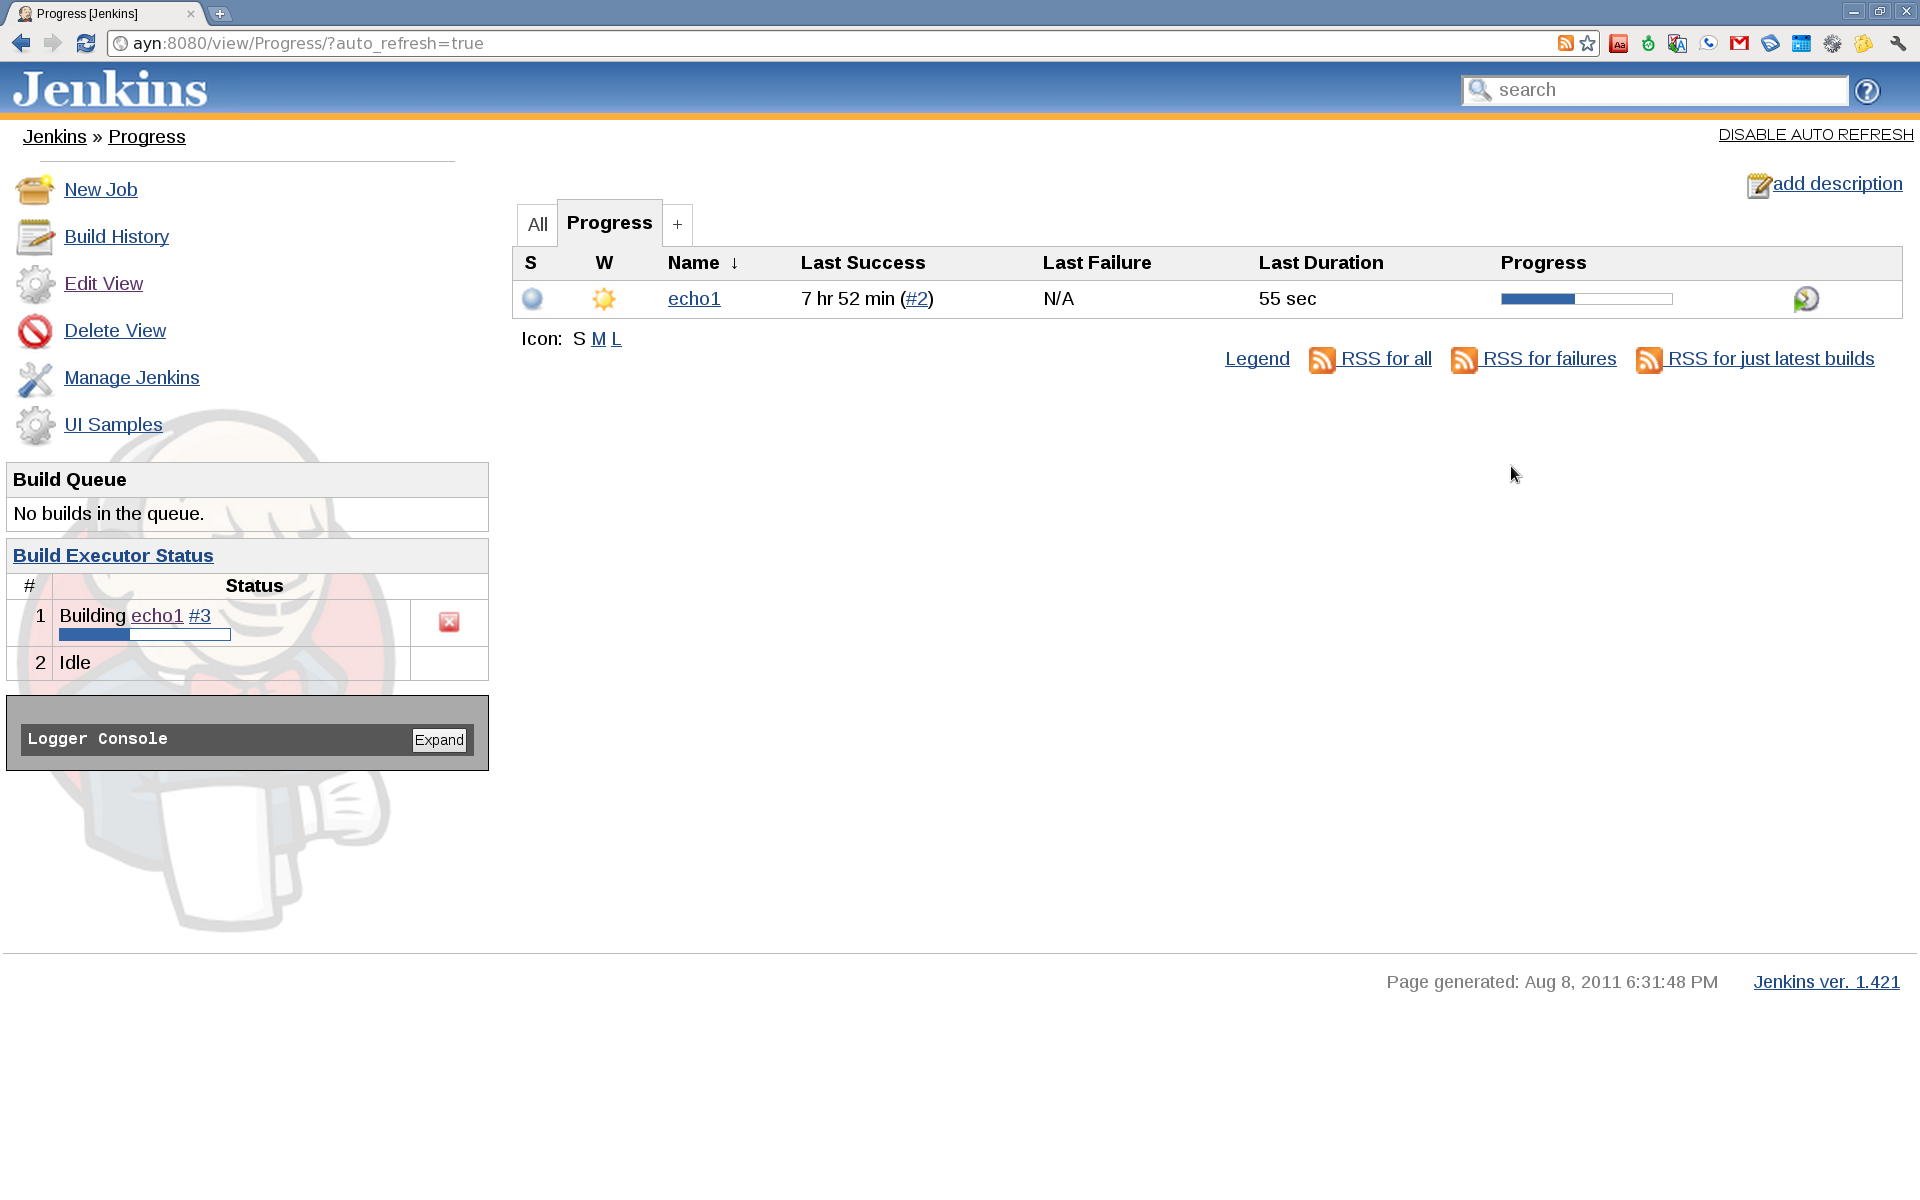 Progress [Jenkins]
ayn:8080/view/Progress/?auto_refresh=true
Jenkins
search
Jenkins » Progress
DISABLE AUTO REFRESH
New Job
Build History
Edit View
Delete View
Manage Jenkins
UI Samples
add description
All Progress +
S W Name ↓ Last Success Last Failure Last Duration Progress
echo1 7 hr 52 min (#2) N/A 55 sec
Icon: S M L
Legend RSS for all RSS for failures RSS for just latest builds
Build Queue
No builds in the queue.
Build Executor Status
# Status
1 Building echo1 #3
2 Idle
Logger Console Expand
Page generated: Aug 8, 2011 6:31:48 PM Jenkins ver. 1.421